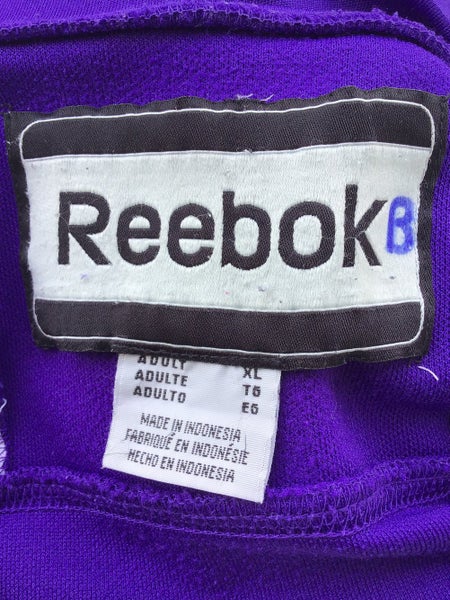 Reebok B
ADULT XL
ADULTE TG
ADULTO EG
MADE IN INDONESIA
FABRIQUÉ EN INDONÉSIE
HECHO EN INDONESIA